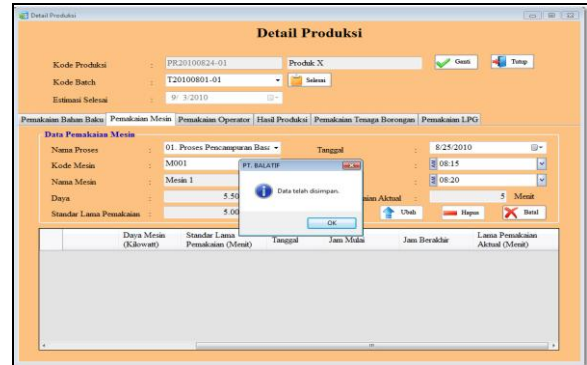 Detail Produksi
Detail Produksi
Kode Produksi : PR20100824-01 Produk X Ganti Tutup
Kode Batch : T20100801-01 Selesai
Estimasi Selesai : 9/ 3/2010
Pemakaian Bahan Baku Pemakaian Mesin Pemakaian Operator Hasil Produksi Pemakaian Tenaga Borongan Pemakaian LPG
Data Pemakaian Mesin
Nama Proses : 01. Proses Pencampuran Basa Tanggal : 8/25/2010
Kode Mesin : M001 : 08:15
Nama Mesin : Mesin 1 : 08:20
Daya : 5.50 Aktual : 5 Menit
Standar Lama Pemakaian : 5.00 Ubah Hapus Batal
PT. BALATIF
Data telah disimpan.
OK
Daya Mesin (Kilowatt) Standar Lama Pemakaian (Menit) Tanggal Jam Mulai Jam Berakhir Lama Pemakaian Aktual (Menit)